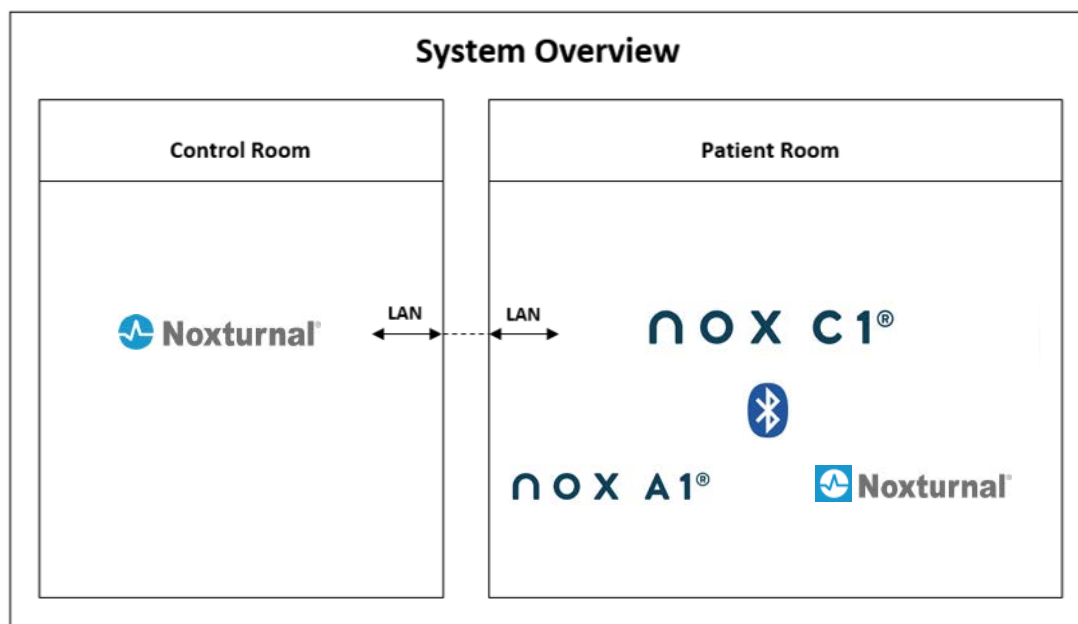 System Overview
Control Room
Patient Room
Noxturnal®
LAN
LAN
nox C1®
nox A1®
Noxturnal®